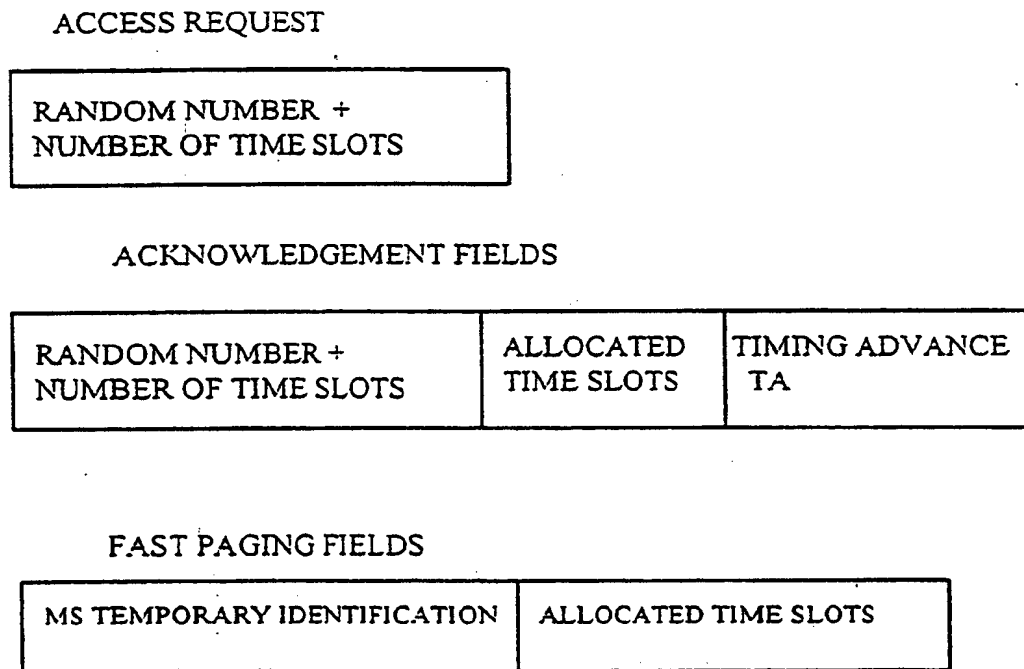 ACCESS REQUEST
RANDOM NUMBER +
NUMBER OF TIME SLOTS
ACKNOWLEDGEMENT FIELDS
RANDOM NUMBER +
NUMBER OF TIME SLOTS
ALLOCATED
TIME SLOTS
TIMING ADVANCE
TA
FAST PAGING FIELDS
MS TEMPORARY IDENTIFICATION
ALLOCATED TIME SLOTS